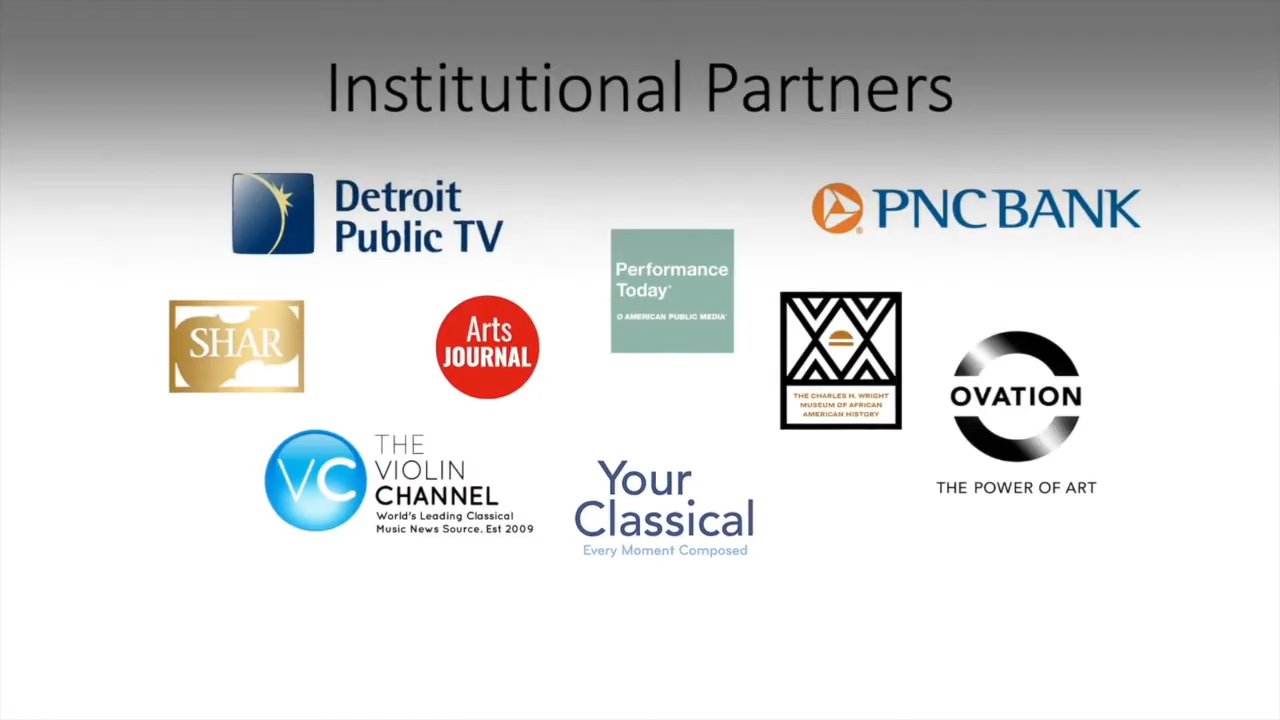 Institutional Partners
Detroit
Public TV
PNC BANK
Performance
Today®
AMERICAN PUBLIC MEDIA®
SHAR
Arts
JOURNAL
THE CHARLES H. WRIGHT
MUSEUM OF AFRICAN
AMERICAN HISTORY
OVATION
THE POWER OF ART
VC
THE
VIOLIN
CHANNEL
World's Leading Classical
Music News Source. Est 2009
Your
Classical
Every Moment Composed